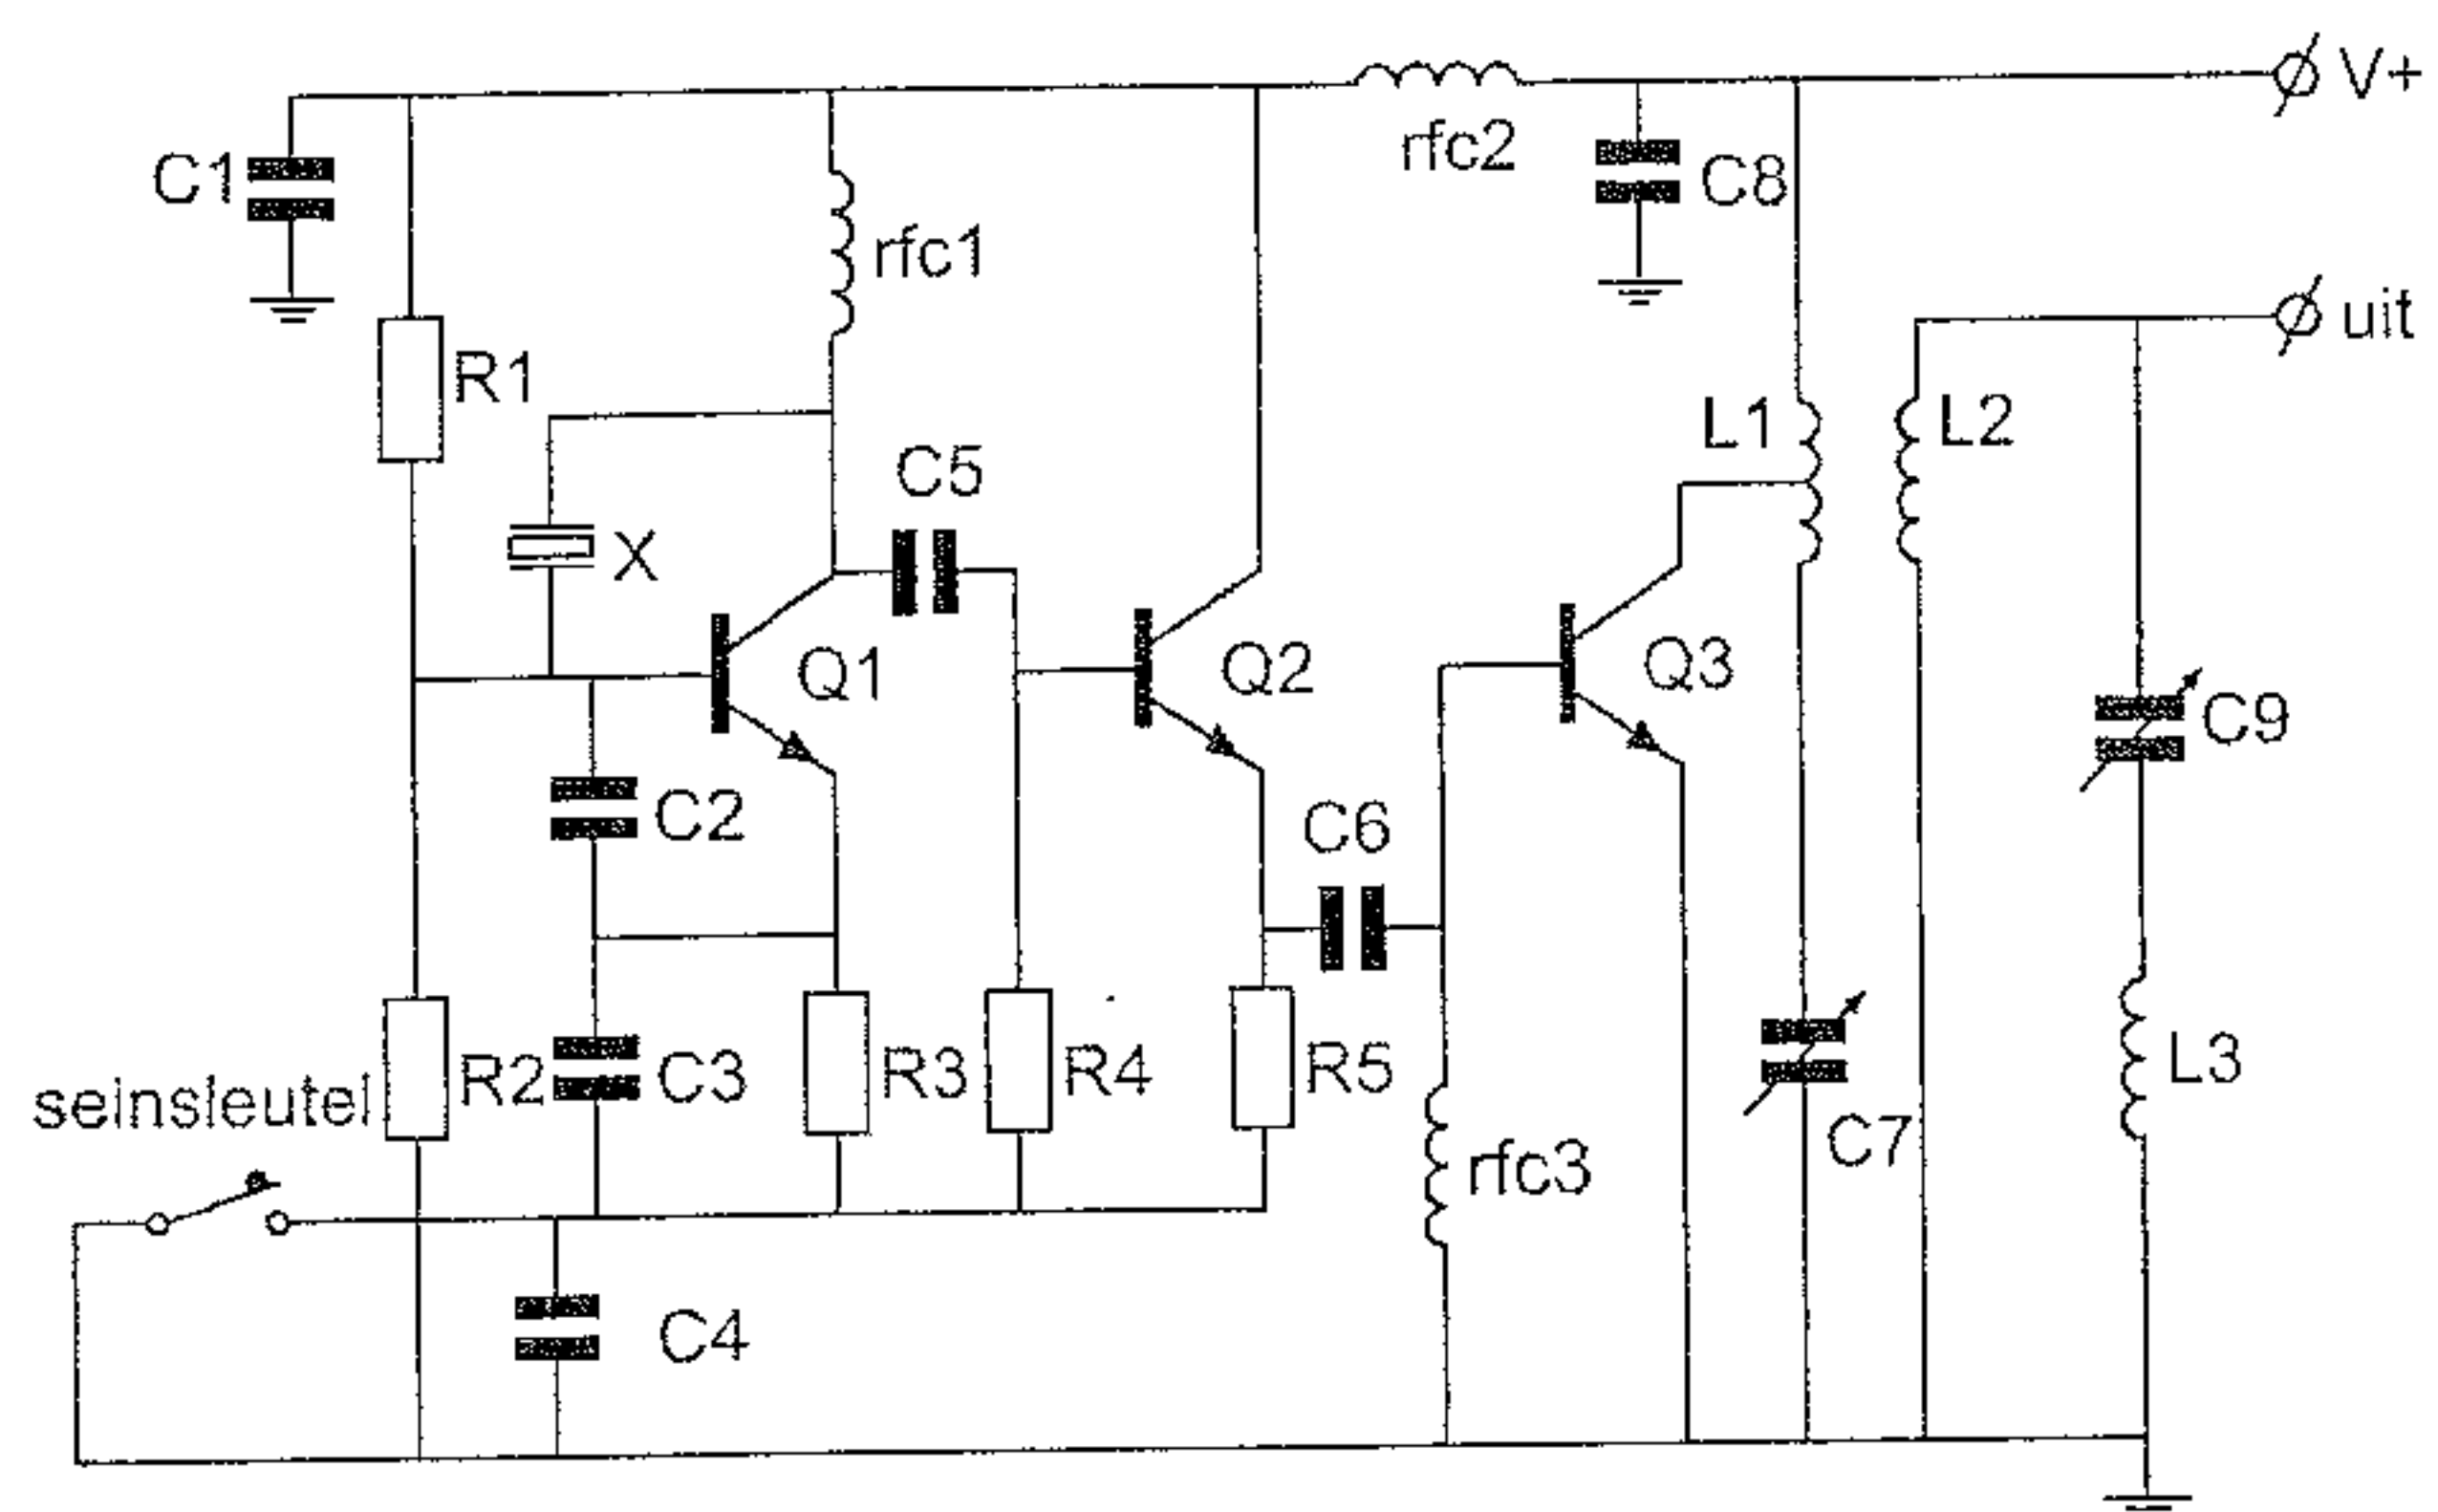 V+
rfc2
C1
C8
rfc1
uit
R1
L1
L2
C5
X
Q1
Q2
Q3
C9
C2
C6
R2
C3
R3
R4
R5
L3
seinsleutel
C7
rfc3
C4